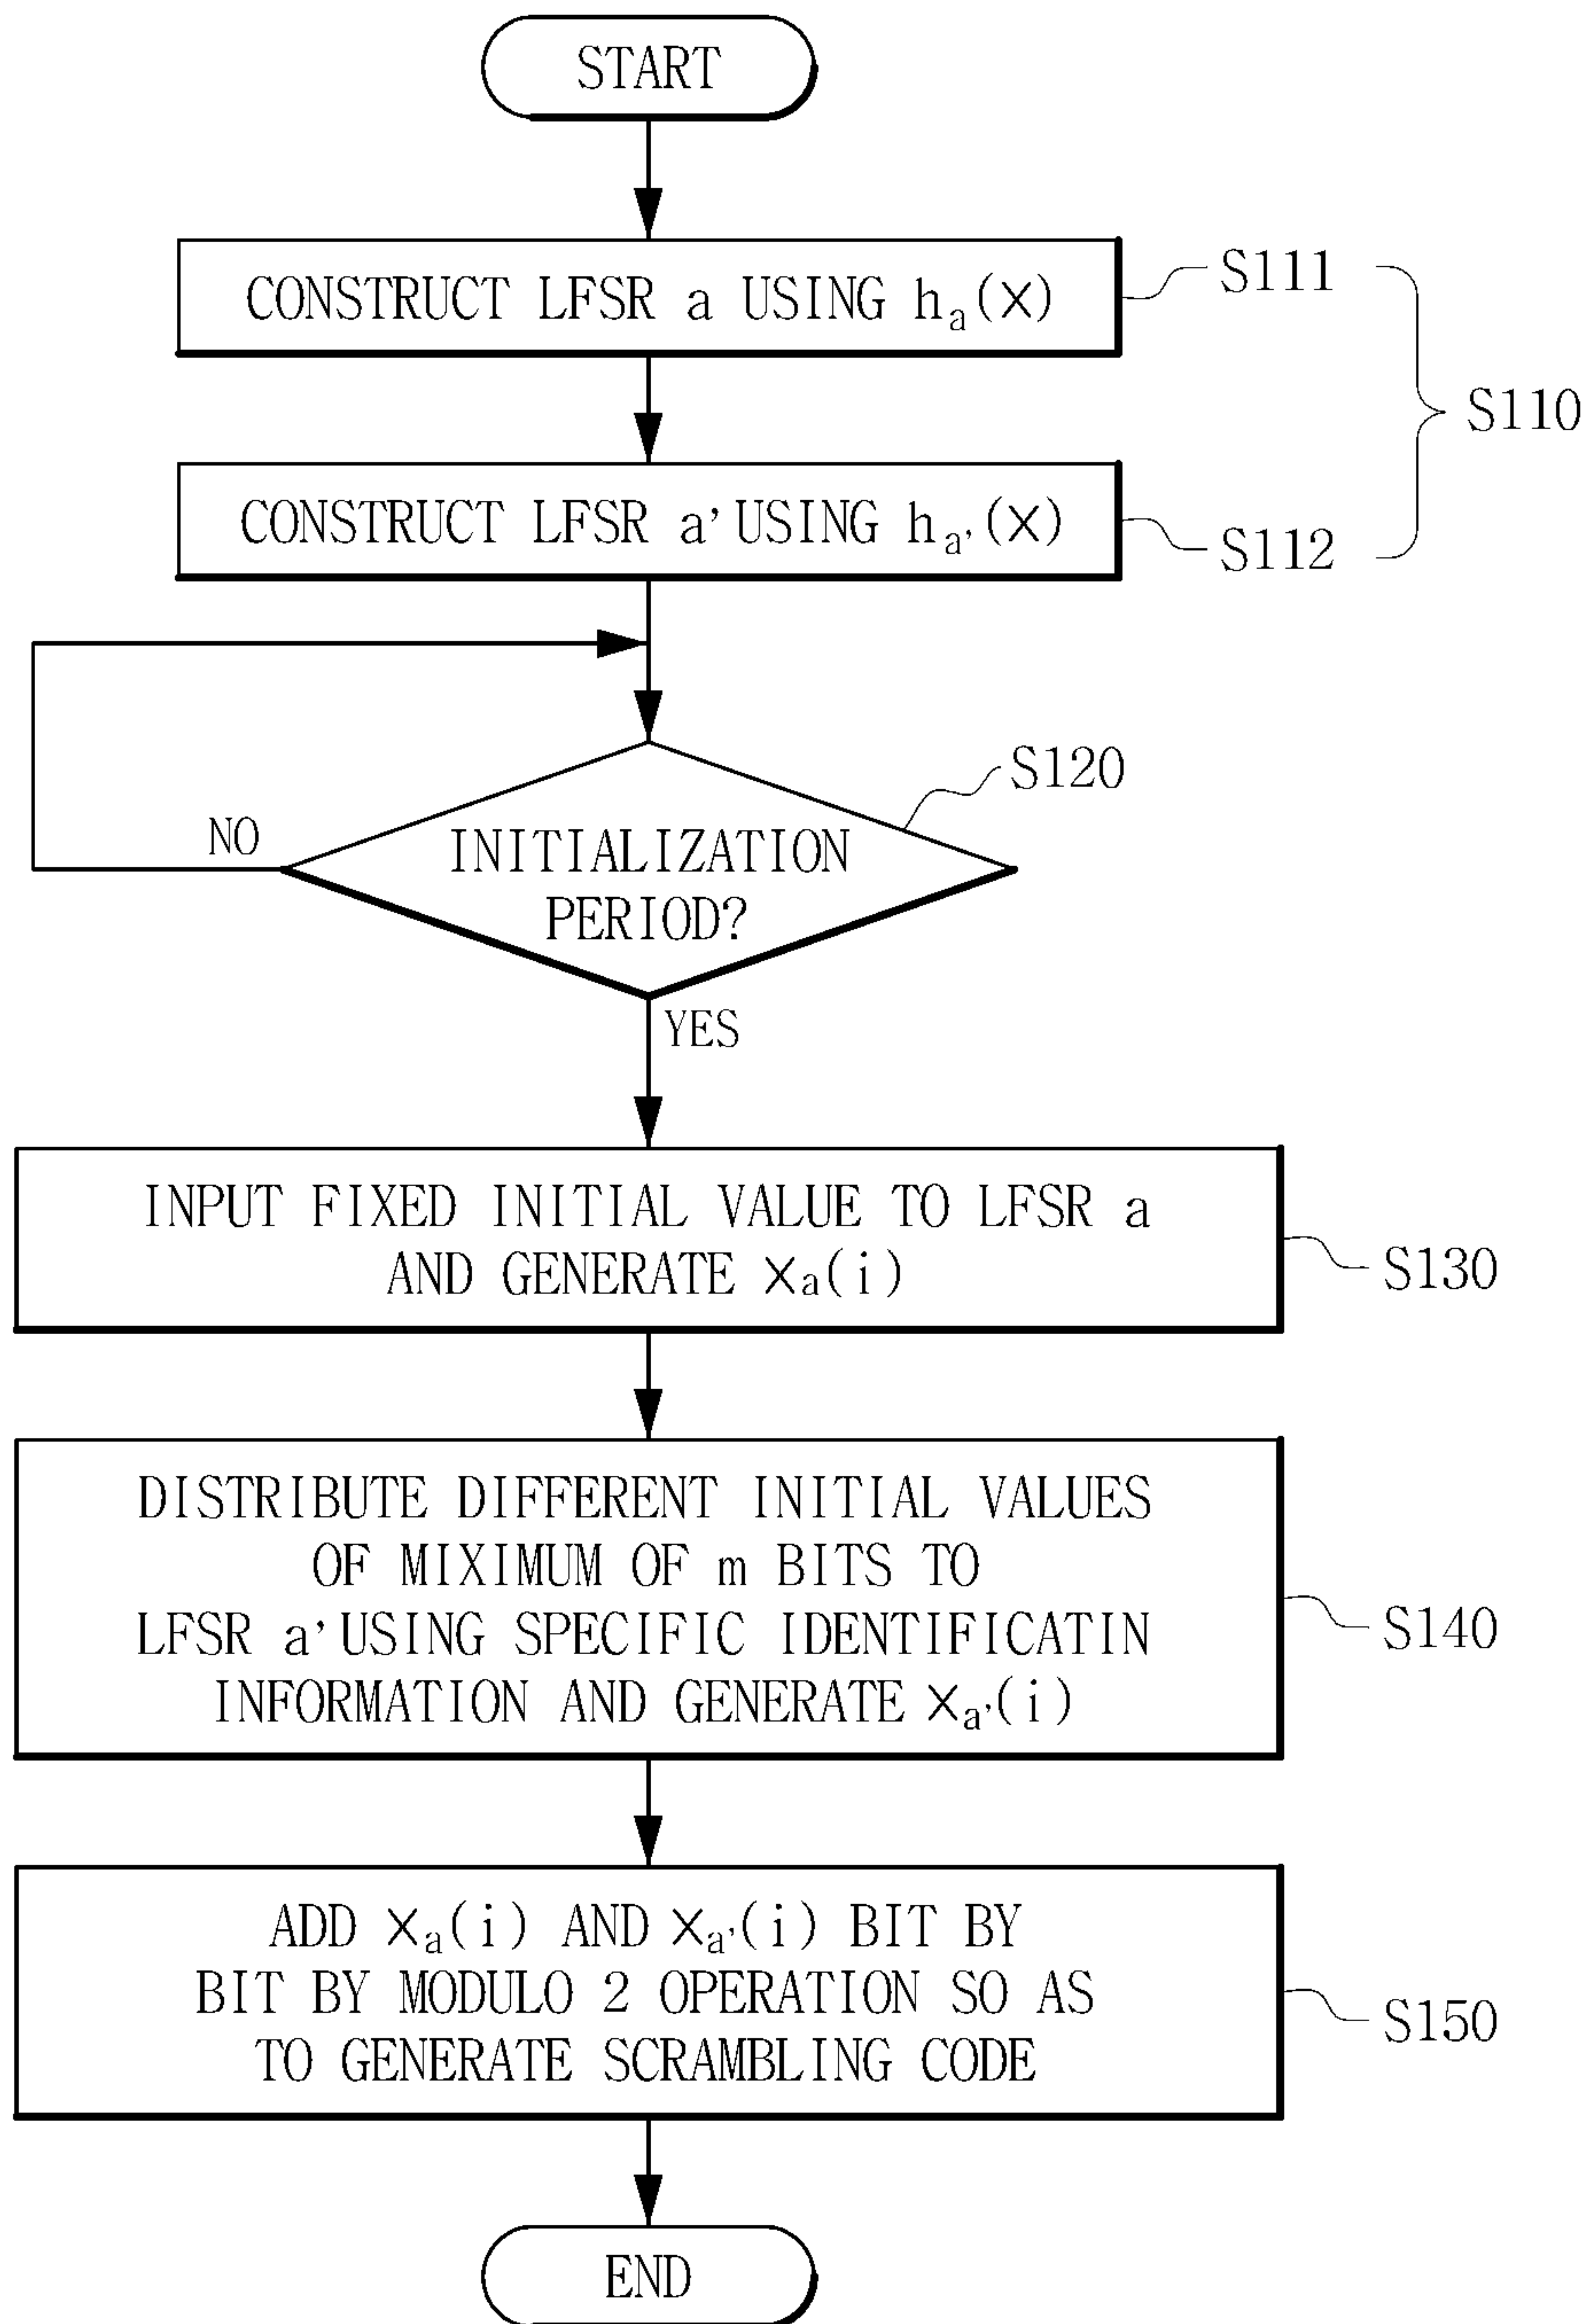 START
CONSTRUCT LFSR a USING hₐ(x)
S111
CONSTRUCT LFSR a' USING hₐ'(x)
S112
S110
INITIALIZATION
PERIOD?
S120
NO
YES
INPUT FIXED INITIAL VALUE TO LFSR a
AND GENERATE xₐ(i)
S130
DISTRIBUTE DIFFERENT INITIAL VALUES
OF MIXIMUM OF m BITS TO
LFSR a' USING SPECIFIC IDENTIFICATIN
INFORMATION AND GENERATE xₐ'(i)
S140
ADD xₐ(i) AND xₐ'(i) BIT BY
BIT BY MODULO 2 OPERATION SO AS
TO GENERATE SCRAMBLING CODE
S150
END